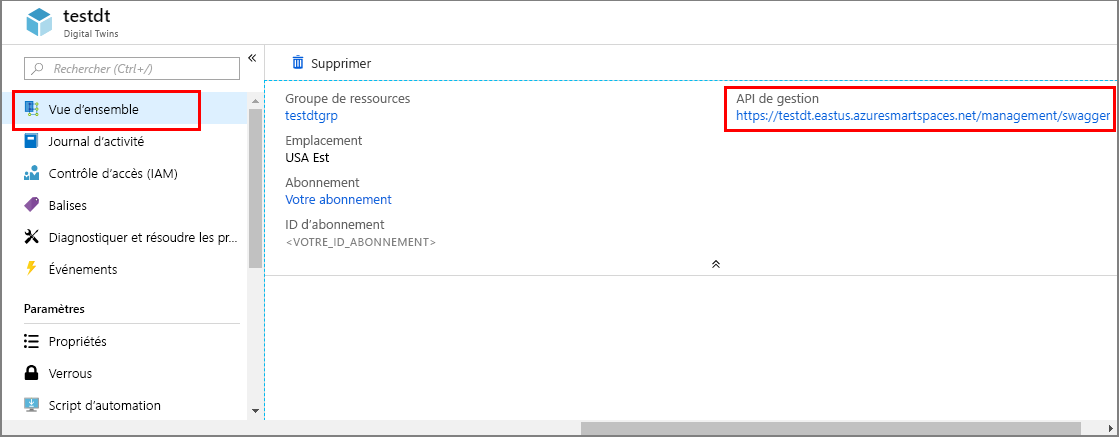 testdt
Digital Twins
Rechercher (Ctrl+/)
Vue d'ensemble
Journal d'activité
Contrôle d'accès (IAM)
Balises
Diagnostiquer et résoudre les pr...
Événements
Paramètres
Propriétés
Verrous
Script d'automation
Supprimer
Groupe de ressources
testdtgrp
Emplacement
USA Est
Abonnement
Votre abonnement
ID d'abonnement
<VOTRE_ID_ABONNEMENT>
API de gestion
https://testdt.eastus.azuresmartspaces.net/management/swagger